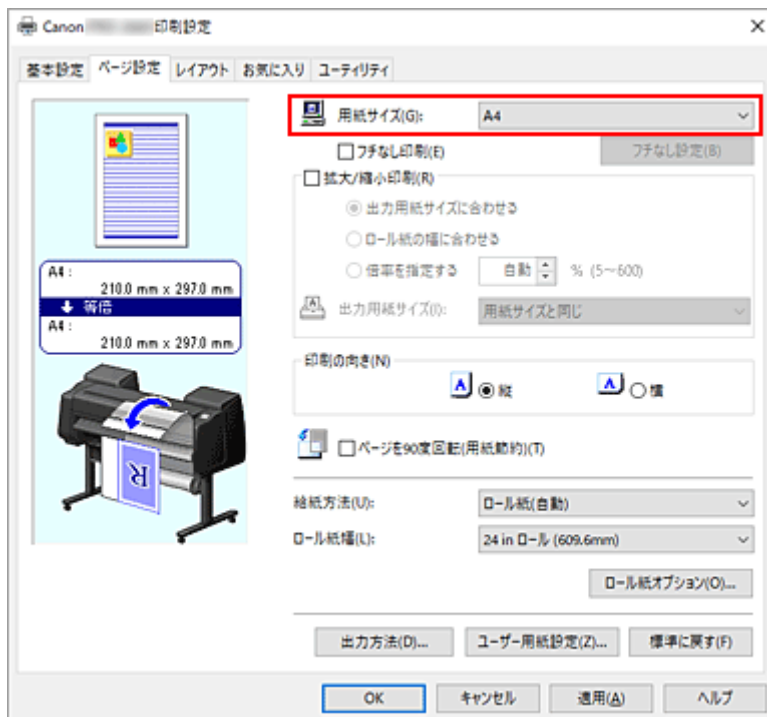 Canon 印刷設定
基本設定 ページ設定 レイアウト お気に入り ユーティリティ
用紙サイズ(G): A4
フチなし印刷(E) フチなし設定(B)
拡大/縮小印刷(R)
出力用紙サイズに合わせる
ロール紙の幅に合わせる
倍率を指定する 自動 % (5～600)
出力用紙サイズ(I): 用紙サイズと同じ
A4 :
210.0 mm x 297.0 mm
等倍
A4 :
210.0 mm x 297.0 mm
印刷の向き(N)
A 縦 A 横
R
ページを90度回転(用紙節約)(T)
給紙方法(U): ロール紙(自動)
ロール紙幅(L): 24 in ロール (609.6mm)
ロール紙オプション(O)...
出力方法(D)... ユーザー用紙設定(Z)... 標準に戻す(F)
OK キャンセル 適用(A) ヘルプ